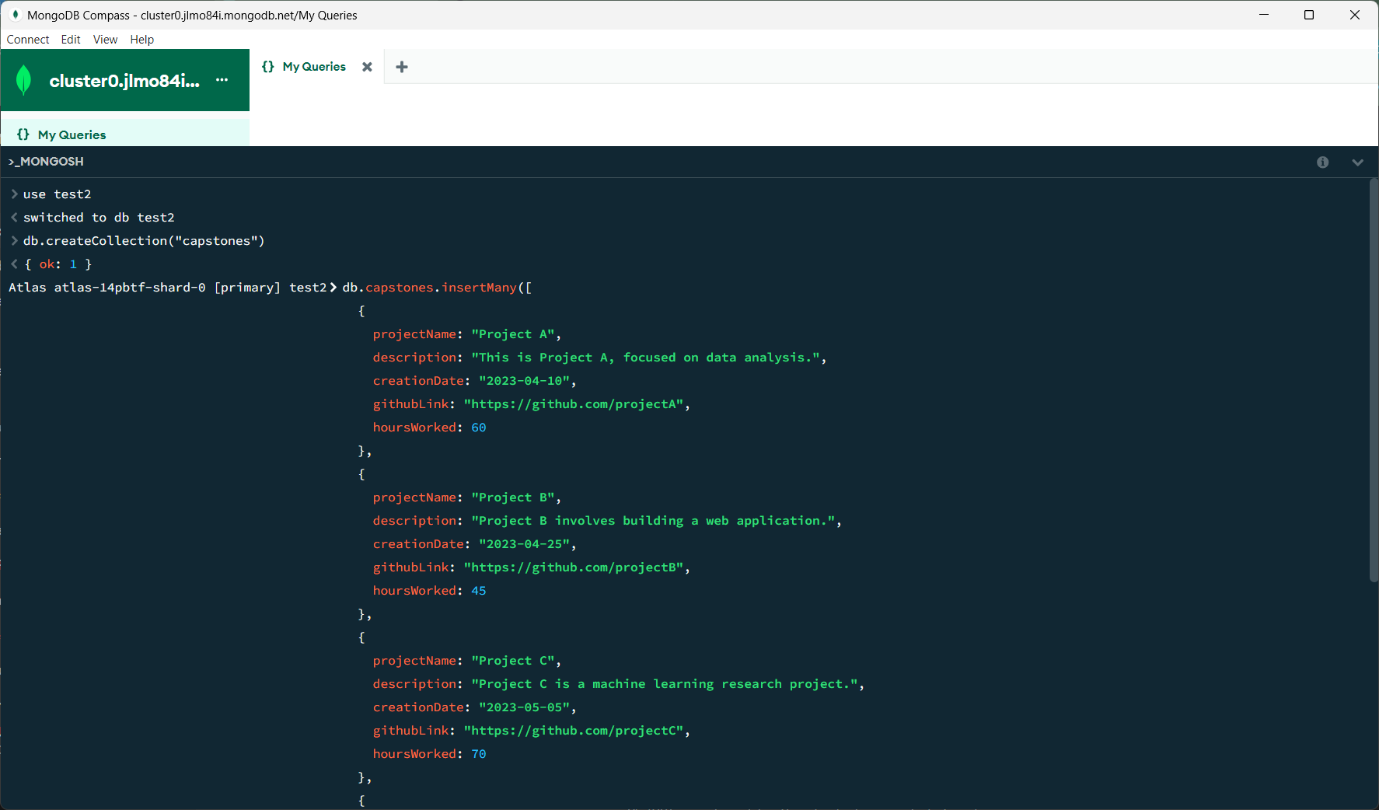 MongoDB Compass - cluster0.jlmo84i.mongodb.net/My Queries
Connect Edit View Help
cluster0.jlmo84i... ...
{} My Queries
{} My Queries
>_MONGOSH
> use test2
< switched to db test2
> db.createCollection("capstones")
< { ok: 1 }
Atlas atlas-14pbtf-shard-0 [primary] test2> db.capstones.insertMany([
{
projectName: "Project A",
description: "This is Project A, focused on data analysis.",
creationDate: "2023-04-10",
githubLink: "https://github.com/projectA",
hoursWorked: 60
},
{
projectName: "Project B",
description: "Project B involves building a web application.",
creationDate: "2023-04-25",
githubLink: "https://github.com/projectB",
hoursWorked: 45
},
{
projectName: "Project C",
description: "Project C is a machine learning research project.",
creationDate: "2023-05-05",
githubLink: "https://github.com/projectC",
hoursWorked: 70
},
{